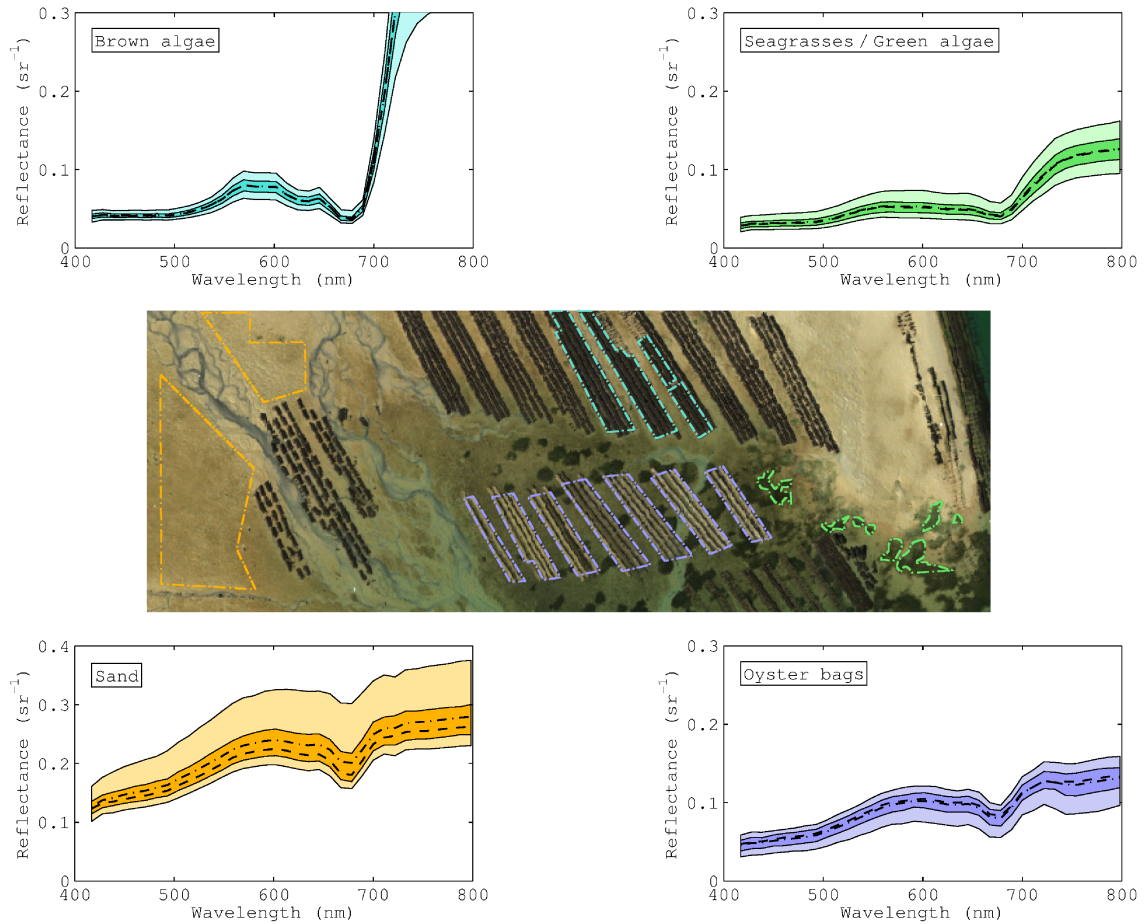 Brown algae
Reflectance (sr⁻¹)
0.3
0.2
0.1
0
400 500 600 700 800
Wavelength (nm)
Seagrasses / Green algae
Reflectance (sr⁻¹)
0.3
0.2
0.1
0
400 500 600 700 800
Wavelength (nm)
Sand
Reflectance (sr⁻¹)
0.4
0.3
0.2
0.1
0
400 500 600 700 800
Wavelength (nm)
Oyster bags
Reflectance (sr⁻¹)
0.3
0.2
0.1
0
400 500 600 700 800
Wavelength (nm)